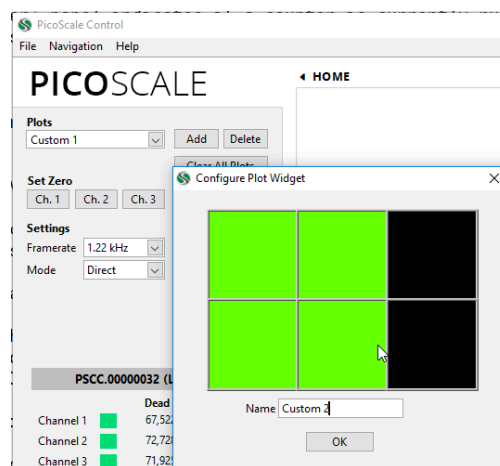 PicoScale Control
File Navigation Help
PICOSCALE
HOME
Plots
Custom 1
Add Delete
Clear All Plots
Configure Plot Widget
Set Zero
Ch. 1 Ch. 2 Ch. 3
Settings
Framerate 1.22 kHz
Mode Direct
Name Custom 2
OK
PSCC.00000032 (L
Dead
Channel 1 67,52
Channel 2 72,728
Channel 3 71,92